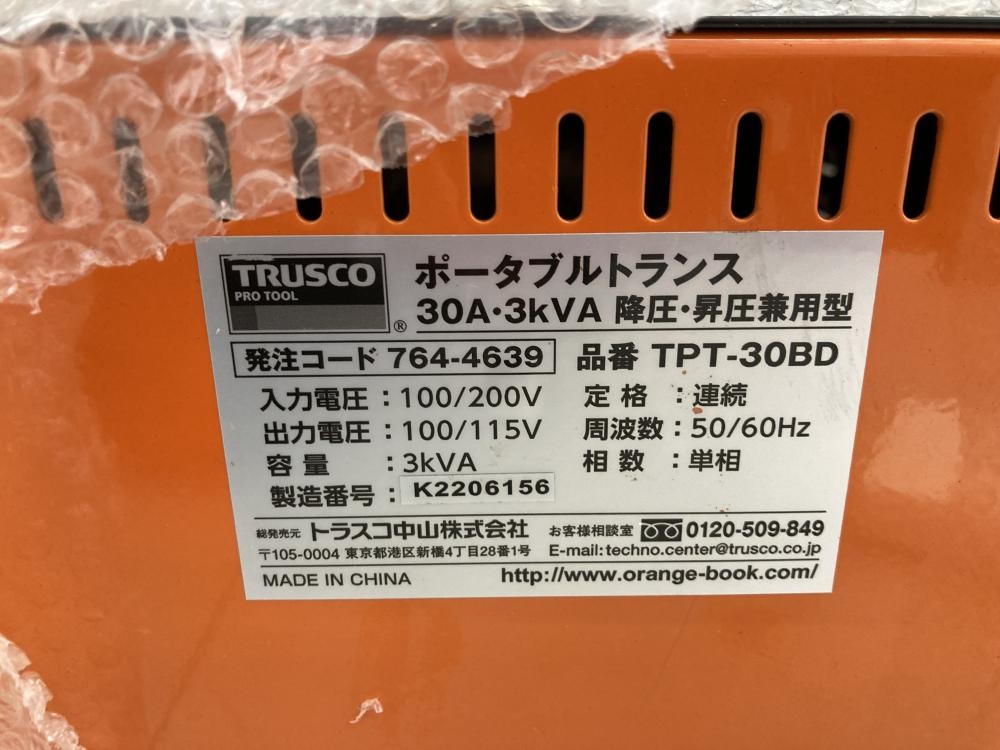 TRUSCO
PRO TOOL
®
ポータブルトランス
30A・3kVA 降圧・昇圧兼用型
発注コード 764-4639 品番 TPT-30BD
入力電圧：100/200V 定格：連続
出力電圧：100/115V 周波数：50/60Hz
容量：3kVA 相数：単相
製造番号：K2206156
総発売元 トラスコ中山株式会社 お客様相談室 0120-509-849
〒105-0004 東京都港区新橋4丁目28番1号 E-mail:techno.center@trusco.co.jp
MADE IN CHINA http://www.orange-book.com/